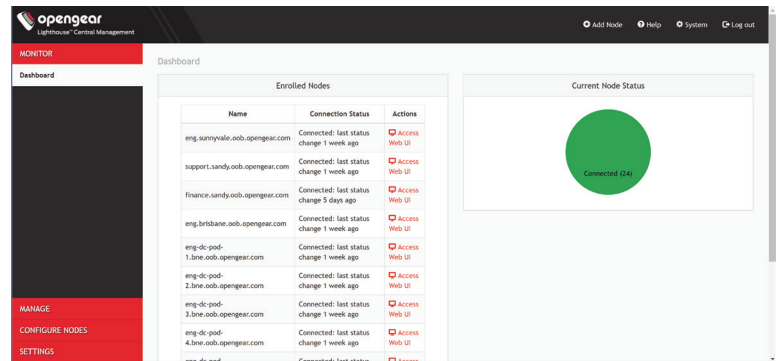 opengear
Lighthouse™ Central Management
Add Node Help System Log out
MONITOR
Dashboard
MANAGE
CONFIGURE NODES
SETTINGS
Dashboard
Enrolled Nodes
Name Connection Status Actions
eng.sunnyvale.oob.opengear.com Connected: last status Access
change 1 week ago Web UI
support.sandy.oob.opengear.com Connected: last status Access
change 1 week ago Web UI
finance.sandy.oob.opengear.com Connected: last status Access
change 5 days ago Web UI
eng.brisbane.oob.opengear.com Connected: last status Access
change 1 week ago Web UI
eng-dc-pod- Connected: last status Access
1.bne.oob.opengear.com change 1 week ago Web UI
eng-dc-pod- Connected: last status Access
2.bne.oob.opengear.com change 1 week ago Web UI
eng-dc-pod- Connected: last status Access
3.bne.oob.opengear.com change 1 week ago Web UI
eng-dc-pod- Connected: last status Access
4.bne.oob.opengear.com change 1 week ago Web UI
Current Node Status
Connected (24)